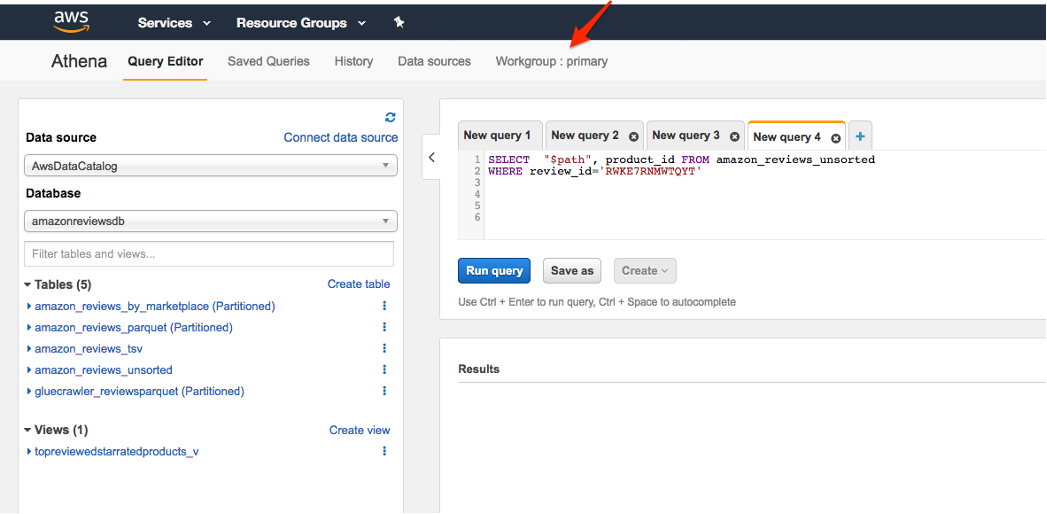 aws Services Resource Groups
Athena Query Editor Saved Queries History Data sources Workgroup : primary
Data source Connect data source
AwsDataCatalog
Database
amazonreviewsdb
Filter tables and views...
Tables (5) Create table
amazon_reviews_by_marketplace (Partitioned)
amazon_reviews_parquet (Partitioned)
amazon_reviews_tsv
amazon_reviews_unsorted
gluecrawler_reviewsparquet (Partitioned)
Views (1) Create view
topreviewedstarratedproducts_v
New query 1 New query 2 New query 3 New query 4 +
1 SELECT "$path", product_id FROM amazon_reviews_unsorted
2 WHERE review_id='RWKE7RNMWTQYT'
3
4
5
6
Run query Save as Create
Use Ctrl + Enter to run query, Ctrl + Space to autocomplete
Results